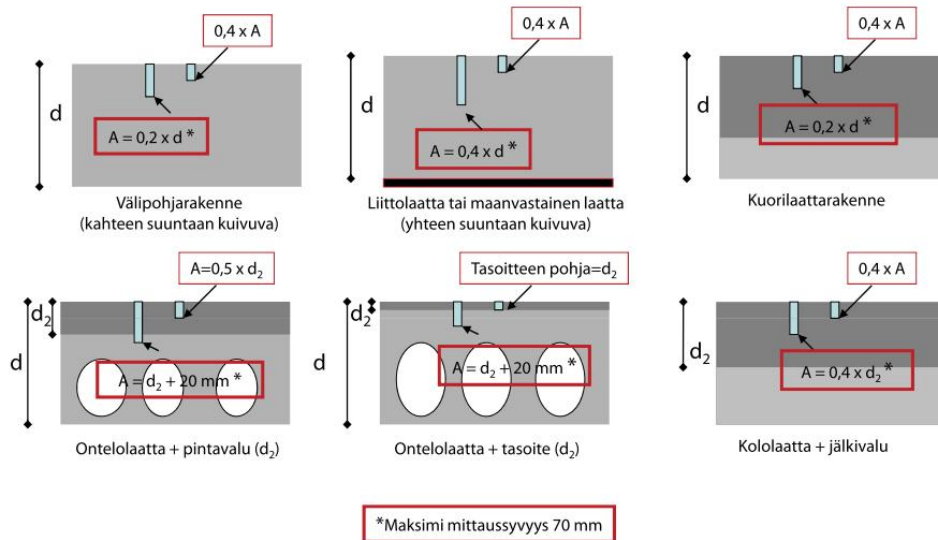 0,4 x A
0,4 x A
0,4 x A
d
A = 0,2 x d *
d
A = 0,4 x d *
d
A = 0,2 x d *
Välipohjarakenne
(kahteen suuntaan kuivuva)
Liittolaatta tai maanvastainen laatta
(yhteen suuntaan kuivuva)
Kuorilaattarakenne
A=0,5 x d₂
Tasoitteen pohja=d₂
0,4 x A
d₂
d
A = d₂ + 20 mm *
d₂
d
A = d₂ + 20 mm *
d₂
A = 0,4 x d₂ *
Ontelolaatta + pintavalu (d₂)
Ontelolaatta + tasoite (d₂)
Kololaatta + jälkivalu
*Maksimi mittaussyvyys 70 mm